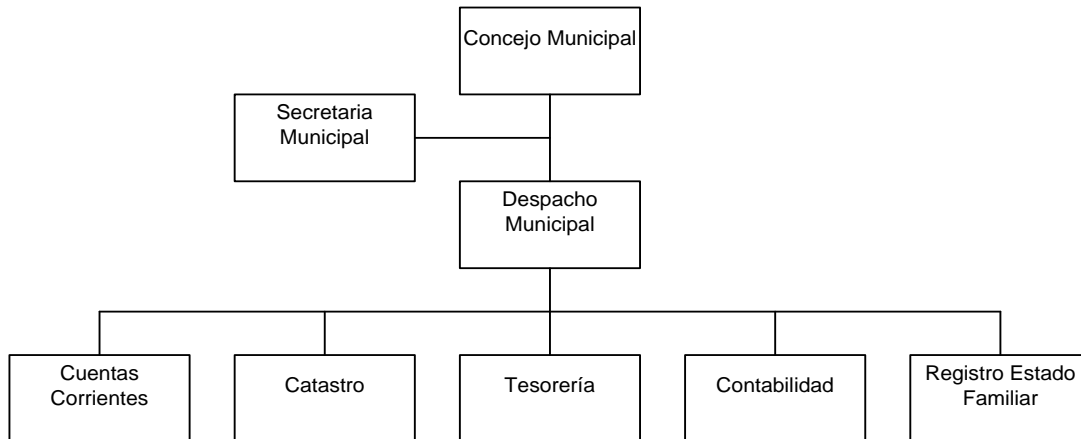 Concejo Municipal
Secretaria
Municipal
Despacho
Municipal
Cuentas
Corrientes
Catastro
Tesorería
Contabilidad
Registro Estado
Familiar